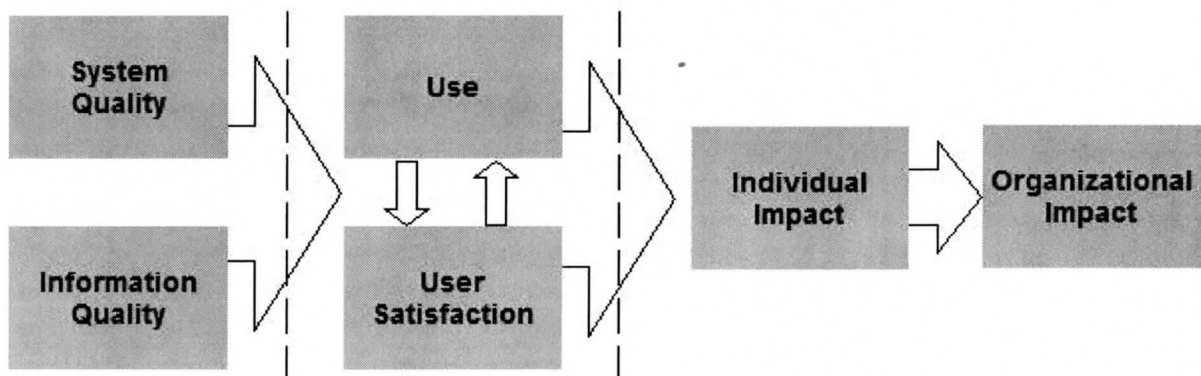 System
Quality
Use
Information
Quality
User
Satisfaction
Individual
Impact
Organizational
Impact